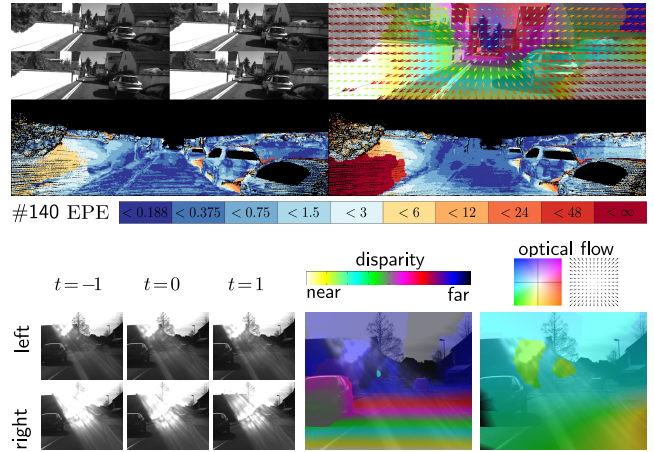 #140 EPE < 0.188 < 0.375 < 0.75 < 1.5 < 3 < 6 < 12 < 24 < 48 < ∞
disparity
near far
optical flow
t=−1 t=0 t=1
left
right